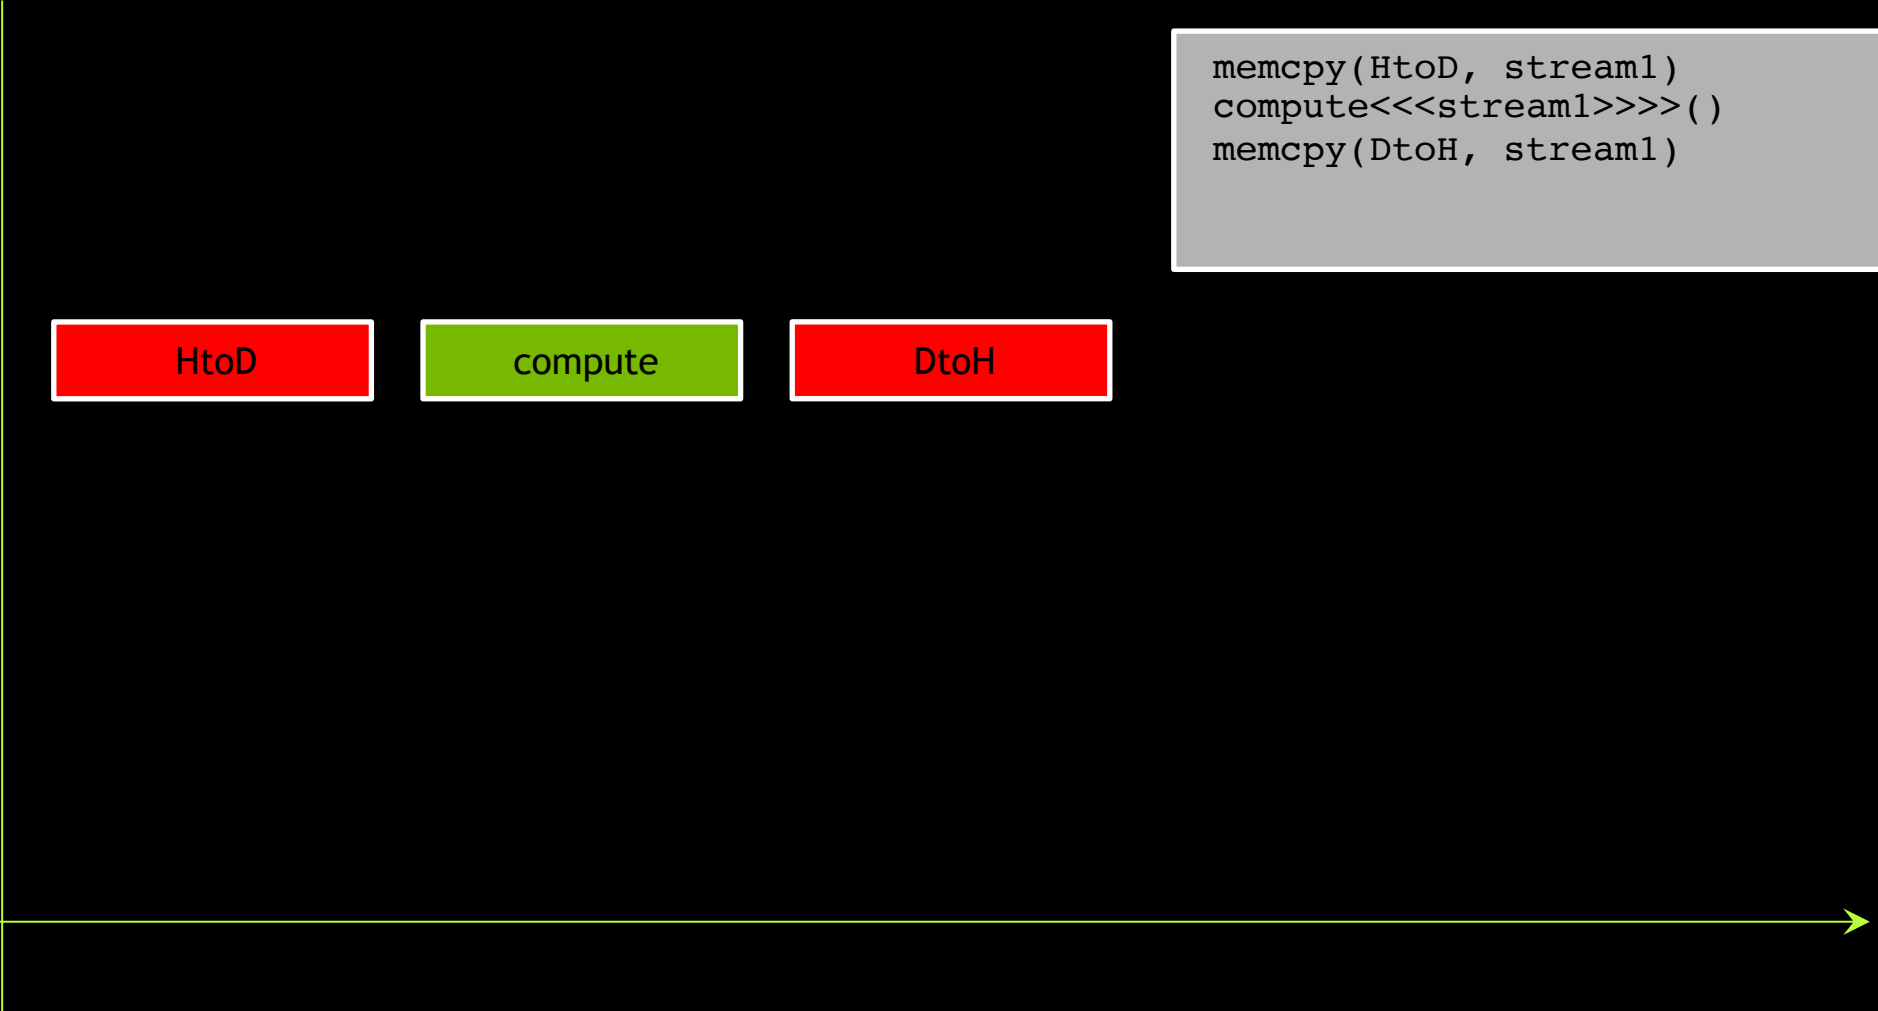 memcpy(HtoD, stream1)
compute<<<stream1>>>>()
memcpy(DtoH, stream1)
HtoD
compute
DtoH